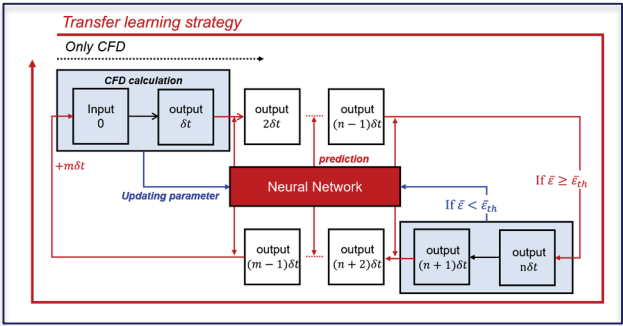 Transfer learning strategy
Only CFD
CFD calculation
Input
0
output
δt
output
2δt
output
(n−1)δt
+mδt
prediction
Neural Network
Updating parameter
If ε̄ ≥ ε̄th
If ε̄ < ε̄th
output
(m−1)δt
output
(n+2)δt
output
(n+1)δt
output
nδt